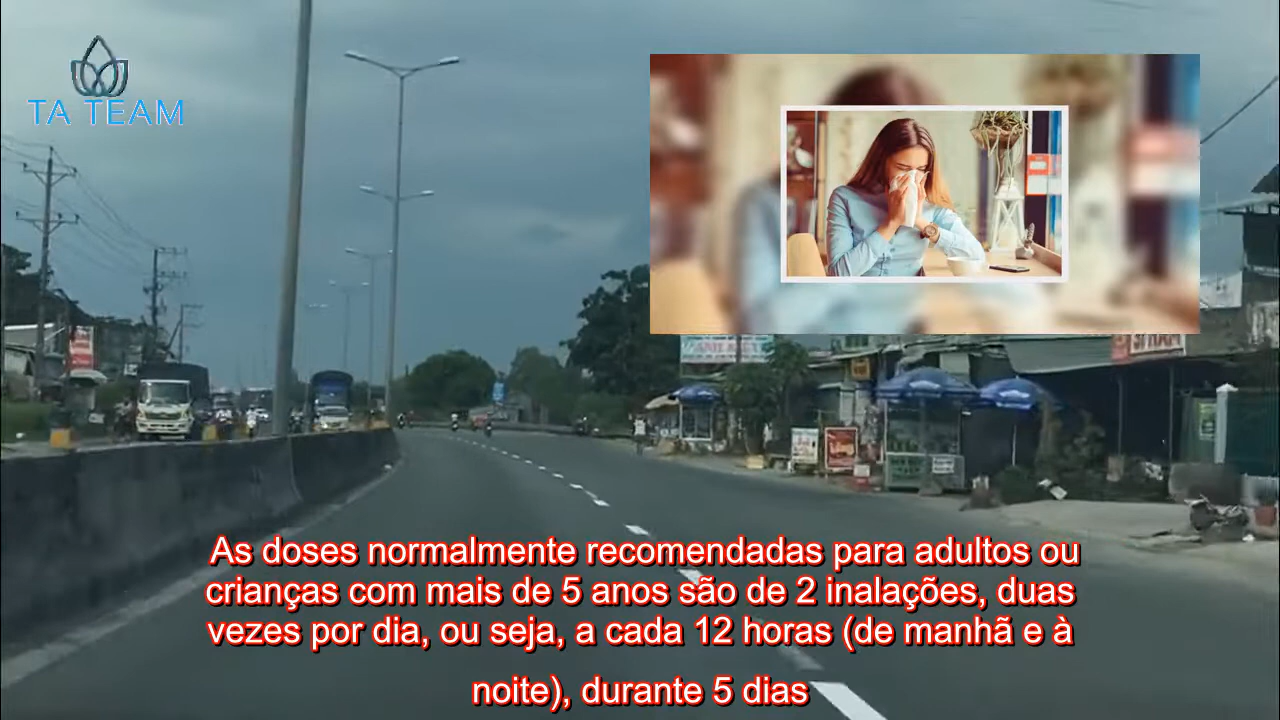 TA TEAM
As doses normalmente recomendadas para adultos ou
crianças com mais de 5 anos são de 2 inalações, duas
vezes por dia, ou seja, a cada 12 horas (de manhã e à
noite), durante 5 dias